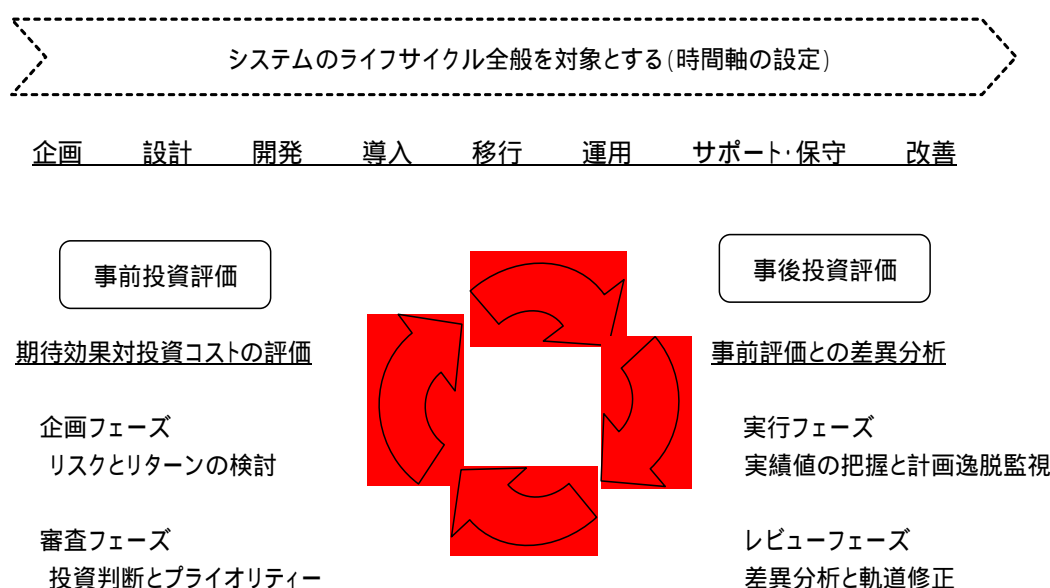 システムのライフサイクル全般を対象とする(時間軸の設定)
企画 設計 開発 導入 移行 運用 サポート・保守 改善
事前投資評価
期待効果対投資コストの評価
企画フェーズ
リスクとリターンの検討
審査フェーズ
投資判断とプライオリティー
事後投資評価
事前評価との差異分析
実行フェーズ
実績値の把握と計画逸脱監視
レビューフェーズ
差異分析と軌道修正